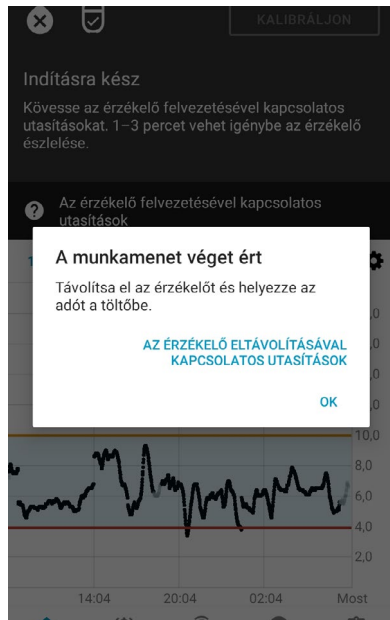 KALIBRÁLJON
Indításra kész
Kövesse az érzékelő felvezetésével kapcsolatos
utasításokat. 1–3 percet vehet igénybe az érzékelő
észlelése.
?
Az érzékelő felvezetésével kapcsolatos
utasítások
A munkamenet véget ért
Távolítsa el az érzékelőt és helyezze az
adót a töltőbe.
AZ ÉRZÉKELŐ ELTÁVOLÍTÁSÁVAL
KAPCSOLATOS UTASÍTÁSOK
OK
10,0
8,0
6,0
4,0
2,0
14:04 20:04 02:04 Most